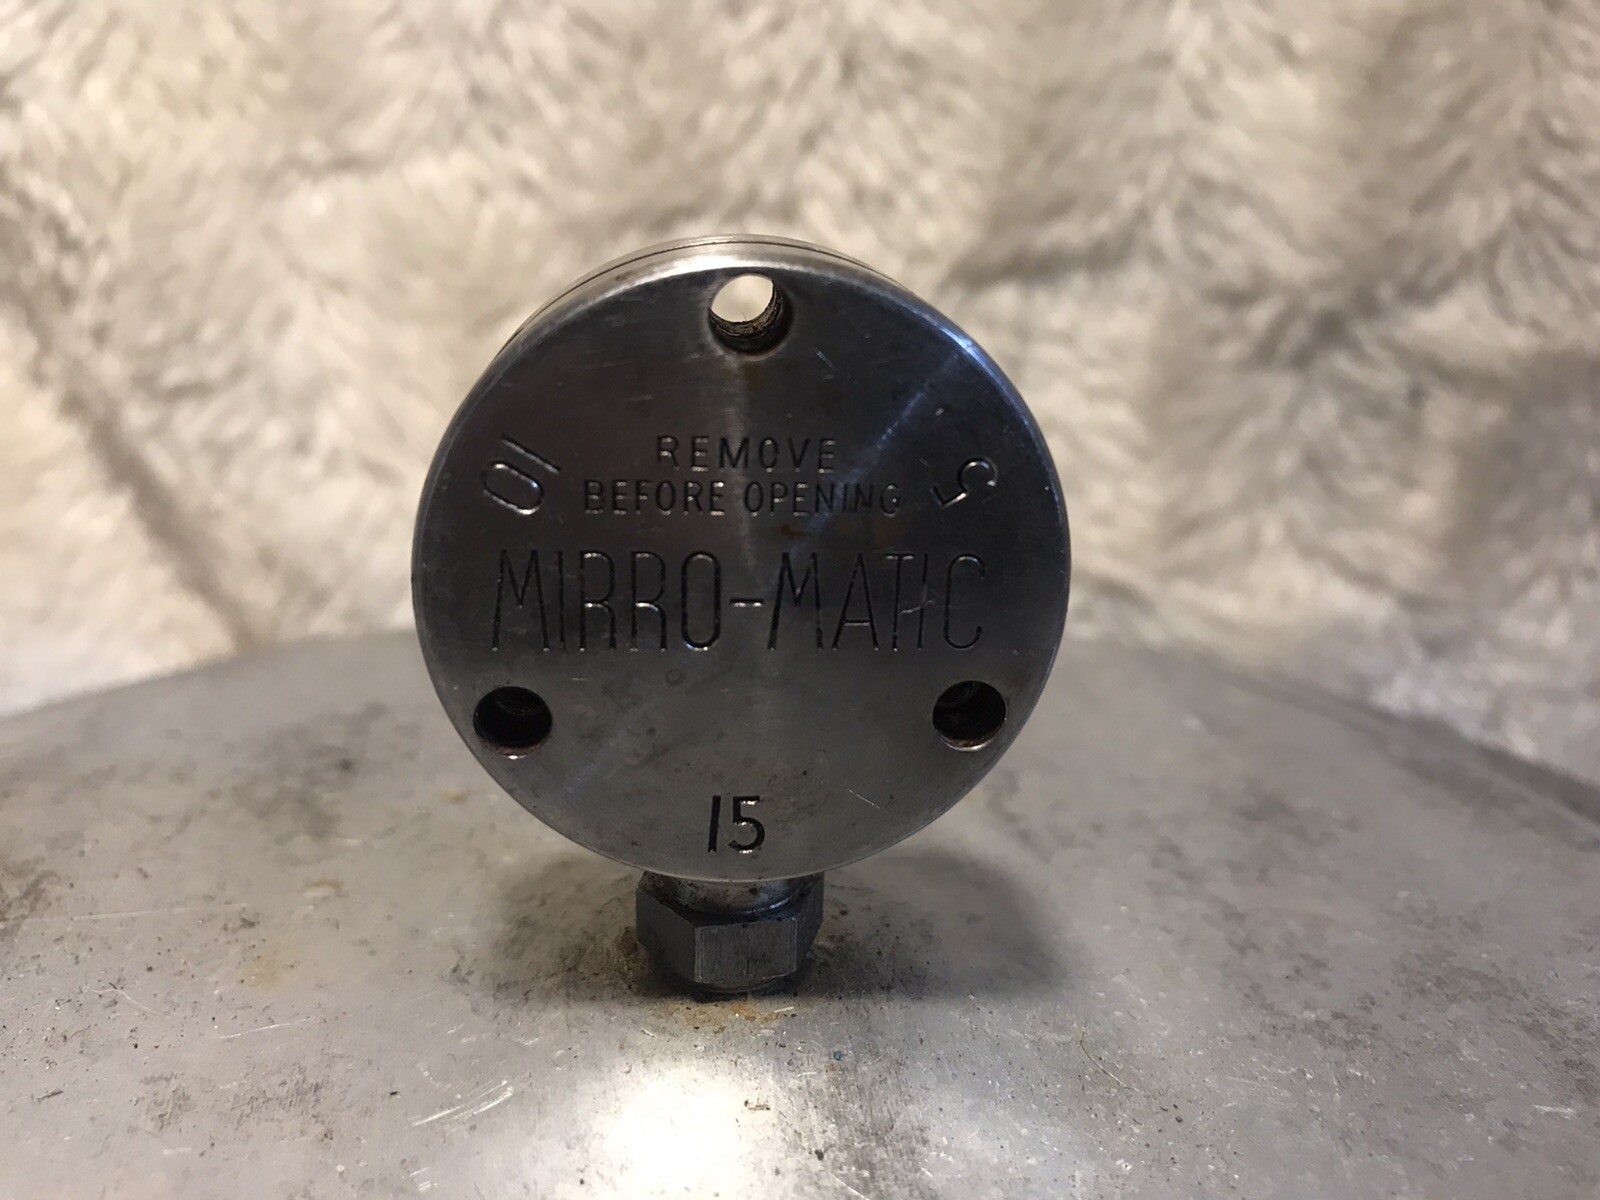 REMOVE
BEFORE OPENING
10
5
MIRRO-MATIC
15